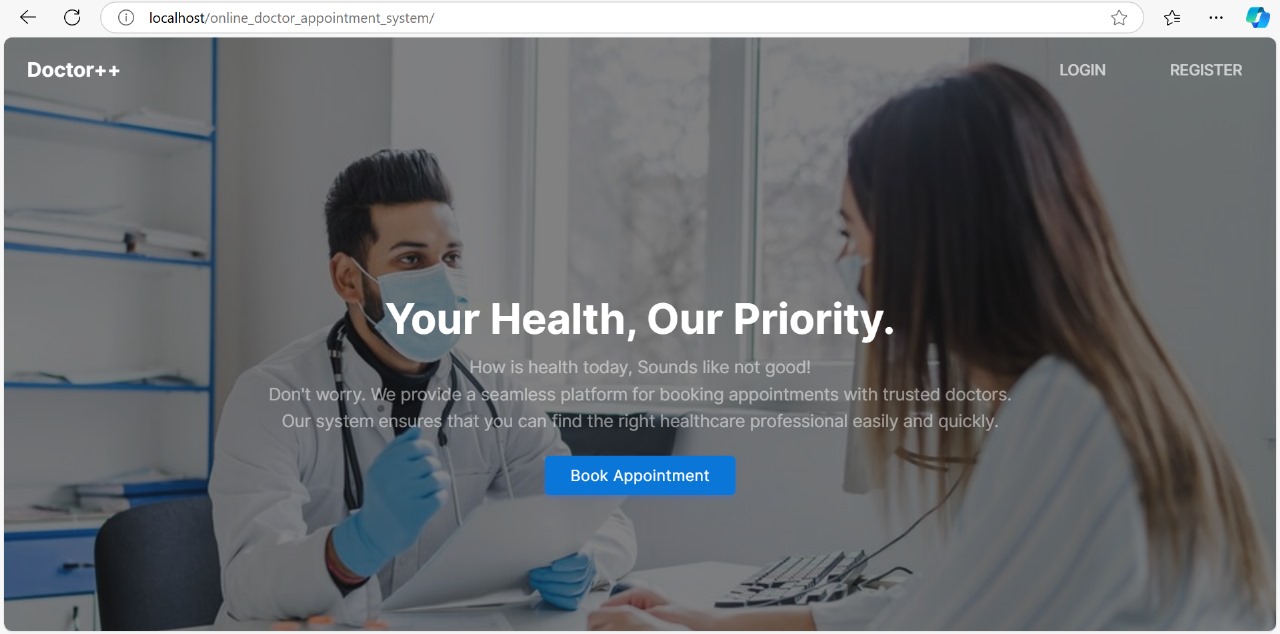 localhost/online_doctor_appointment_system/
Doctor++
LOGIN
REGISTER
Your Health, Our Priority.
How is health today, Sounds like not good!
Don't worry. We provide a seamless platform for booking appointments with trusted doctors.
Our system ensures that you can find the right healthcare professional easily and quickly.
Book Appointment